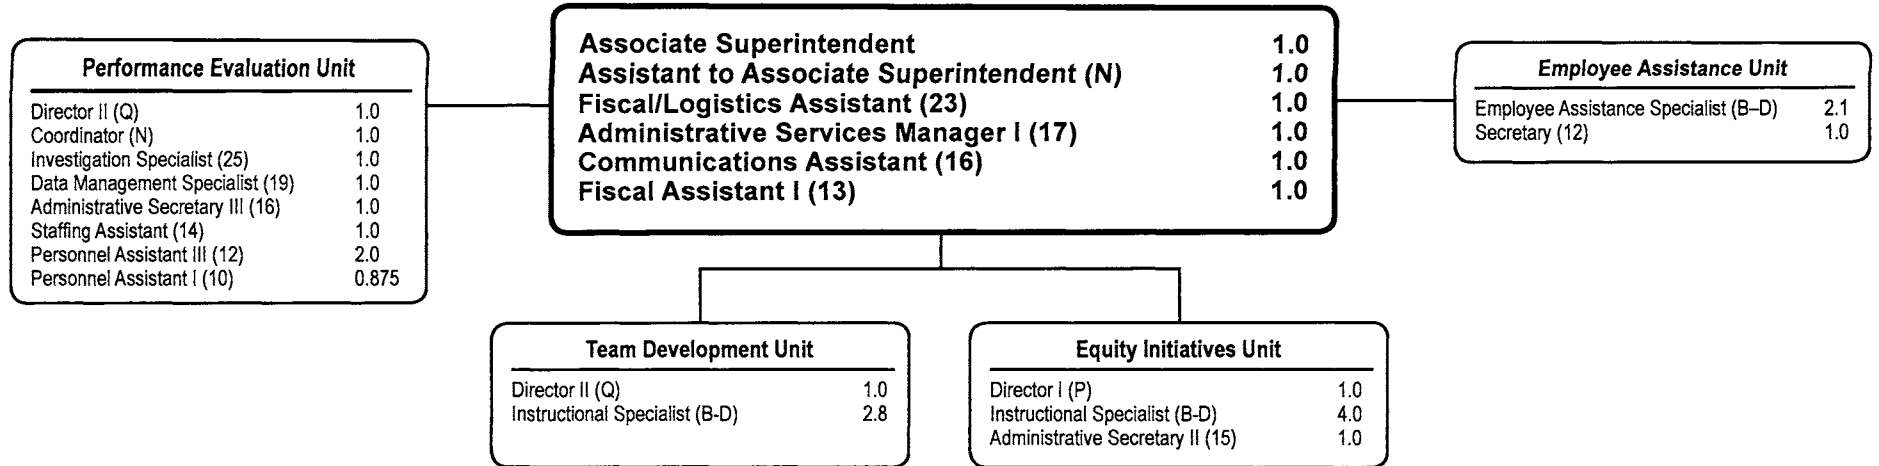 Performance Evaluation Unit
Director II (Q) 1.0
Coordinator (N) 1.0
Investigation Specialist (25) 1.0
Data Management Specialist (19) 1.0
Administrative Secretary III (16) 1.0
Staffing Assistant (14) 1.0
Personnel Assistant III (12) 2.0
Personnel Assistant I (10) 0.875
Associate Superintendent 1.0
Assistant to Associate Superintendent (N) 1.0
Fiscal/Logistics Assistant (23) 1.0
Administrative Services Manager I (17) 1.0
Communications Assistant (16) 1.0
Fiscal Assistant I (13) 1.0
Employee Assistance Unit
Employee Assistance Specialist (B–D) 2.1
Secretary (12) 1.0
Team Development Unit
Director II (Q) 1.0
Instructional Specialist (B-D) 2.8
Equity Initiatives Unit
Director I (P) 1.0
Instructional Specialist (B-D) 4.0
Administrative Secretary II (15) 1.0